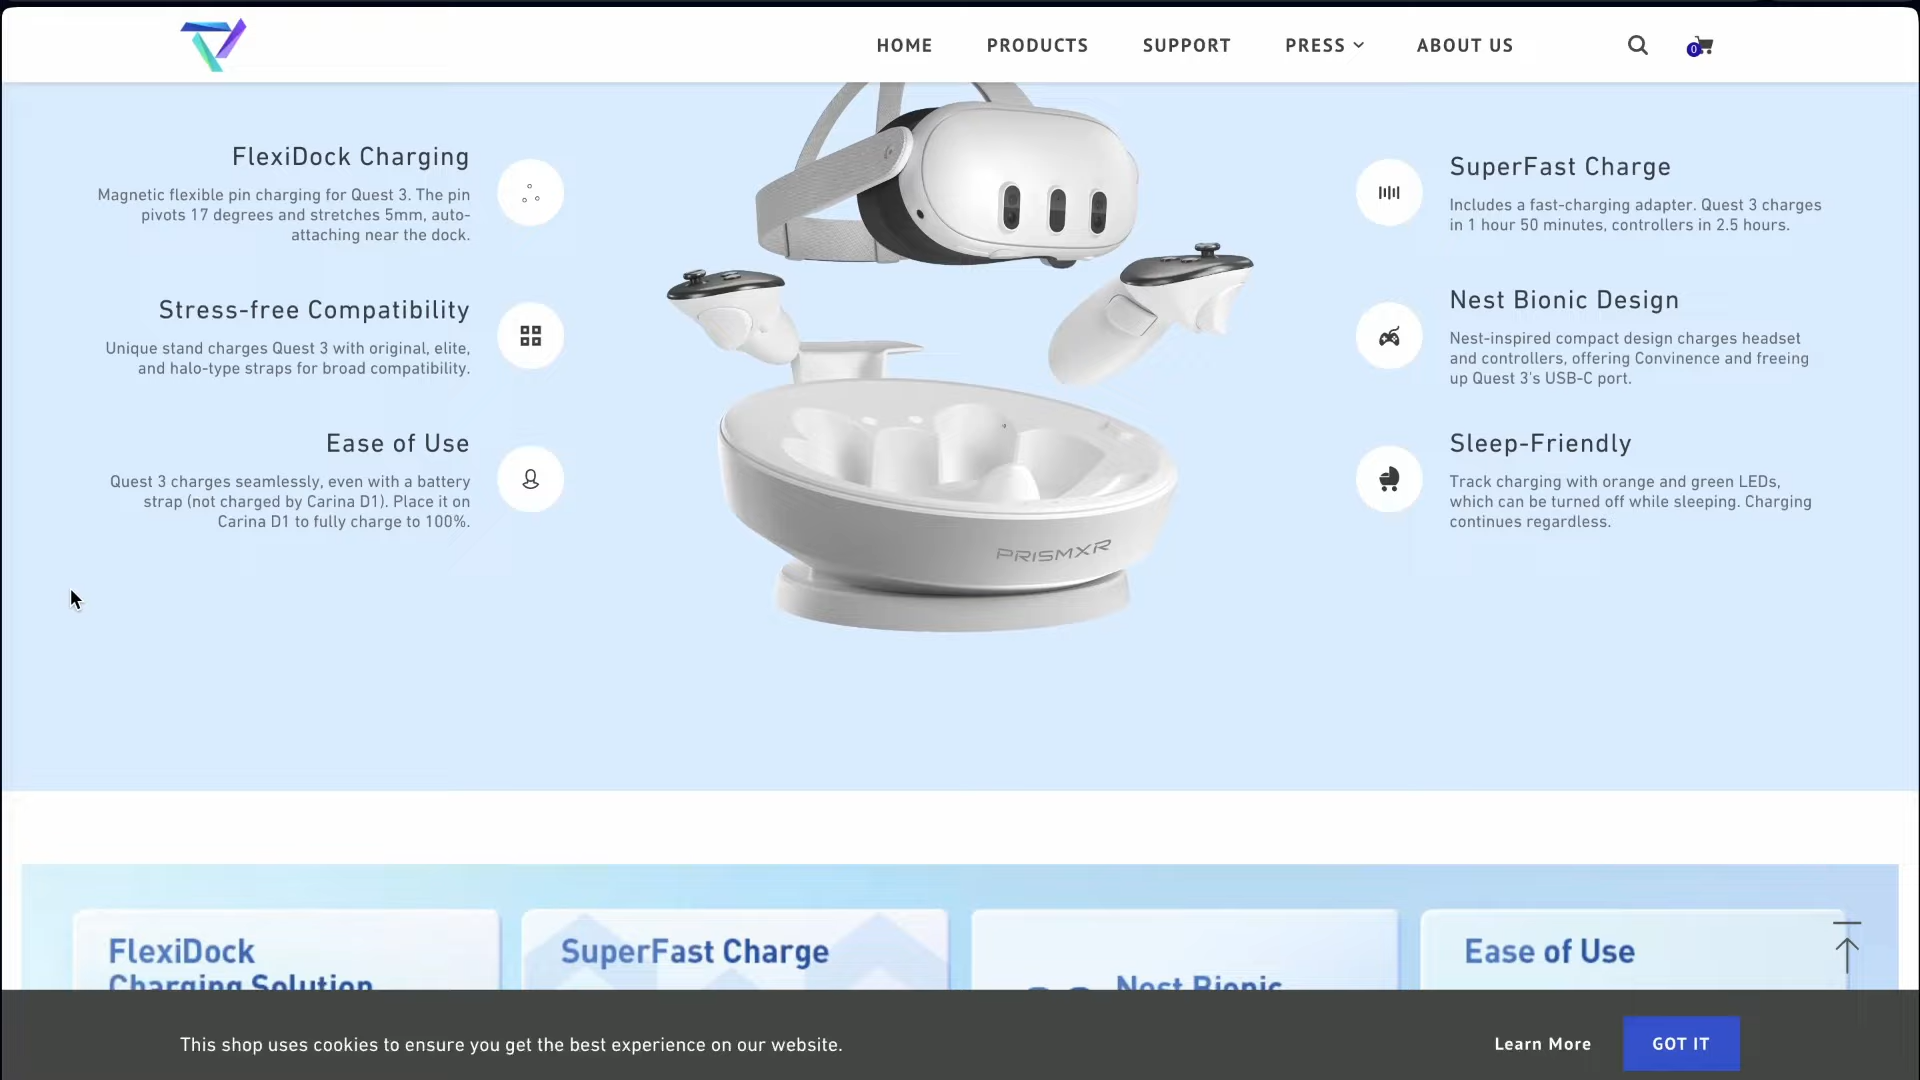 HOME
PRODUCTS
SUPPORT
PRESS
ABOUT US
0
FlexiDock Charging
Magnetic flexible pin charging for Quest 3. The pin
pivots 17 degrees and stretches 5mm, auto-
attaching near the dock.
Stress-free Compatibility
Unique stand charges Quest 3 with original, elite,
and halo-type straps for broad compatibility.
Ease of Use
Quest 3 charges seamlessly, even with a battery
strap (not charged by Carina D1). Place it on
Carina D1 to fully charge to 100%.
PRISMXR
SuperFast Charge
Includes a fast-charging adapter. Quest 3 charges
in 1 hour 50 minutes, controllers in 2.5 hours.
Nest Bionic Design
Nest-inspired compact design charges headset
and controllers, offering Convinence and freeing
up Quest 3's USB-C port.
Sleep-Friendly
Track charging with orange and green LEDs,
which can be turned off while sleeping. Charging
continues regardless.
FlexiDock
Charging Solution
SuperFast Charge
Nest Bionic
Ease of Use
This shop uses cookies to ensure you get the best experience on our website.
Learn More
GOT IT